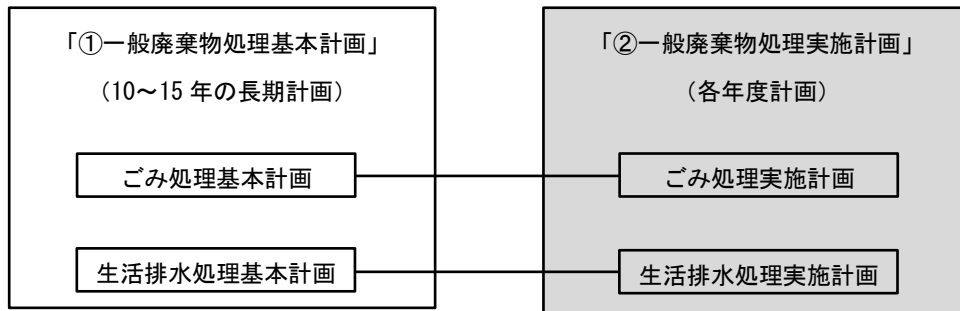 「①一般廃棄物処理基本計画」
（10～15 年の長期計画）
ごみ処理基本計画
生活排水処理基本計画
「②一般廃棄物処理実施計画」
（各年度計画）
ごみ処理実施計画
生活排水処理実施計画